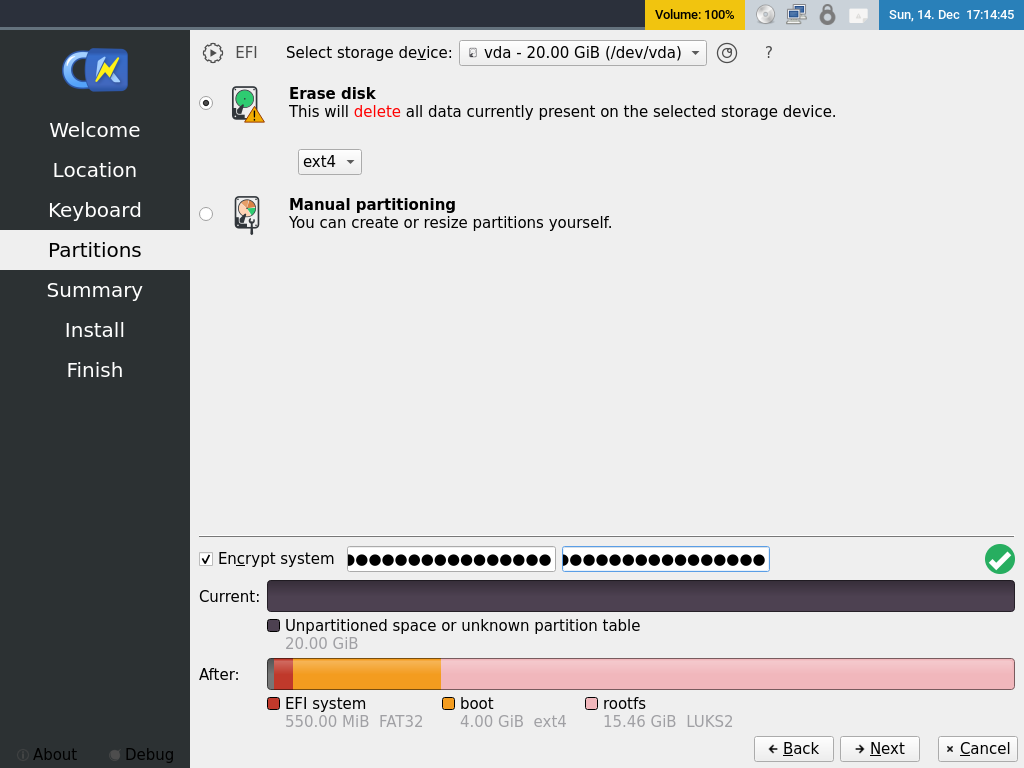 Volume: 100%
Sun, 14. Dec 17:14:45
Welcome
Location
Keyboard
Partitions
Summary
Install
Finish
About
Debug
EFI
Select storage device:
vda - 20.00 GiB (/dev/vda)
?
Erase disk
This will delete all data currently present on the selected storage device.
ext4
Manual partitioning
You can create or resize partitions yourself.
Encrypt system
Current:
Unpartitioned space or unknown partition table
20.00 GiB
After:
EFI system
550.00 MiB FAT32
boot
4.00 GiB ext4
rootfs
15.46 GiB LUKS2
Back
Next
Cancel